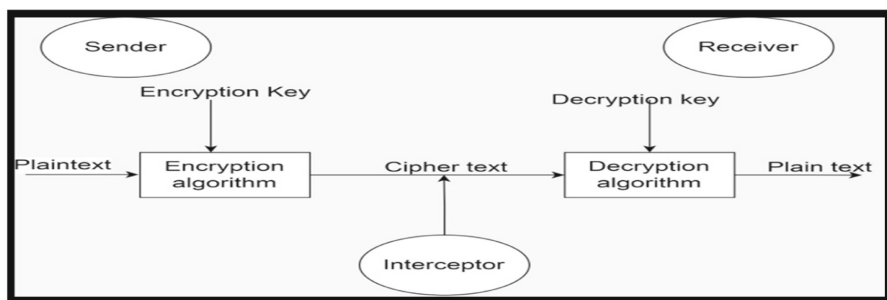 Sender
Receiver
Encryption Key
Decryption key
Plaintext
Encryption
algorithm
Cipher text
Decryption
algorithm
Plain text
Interceptor